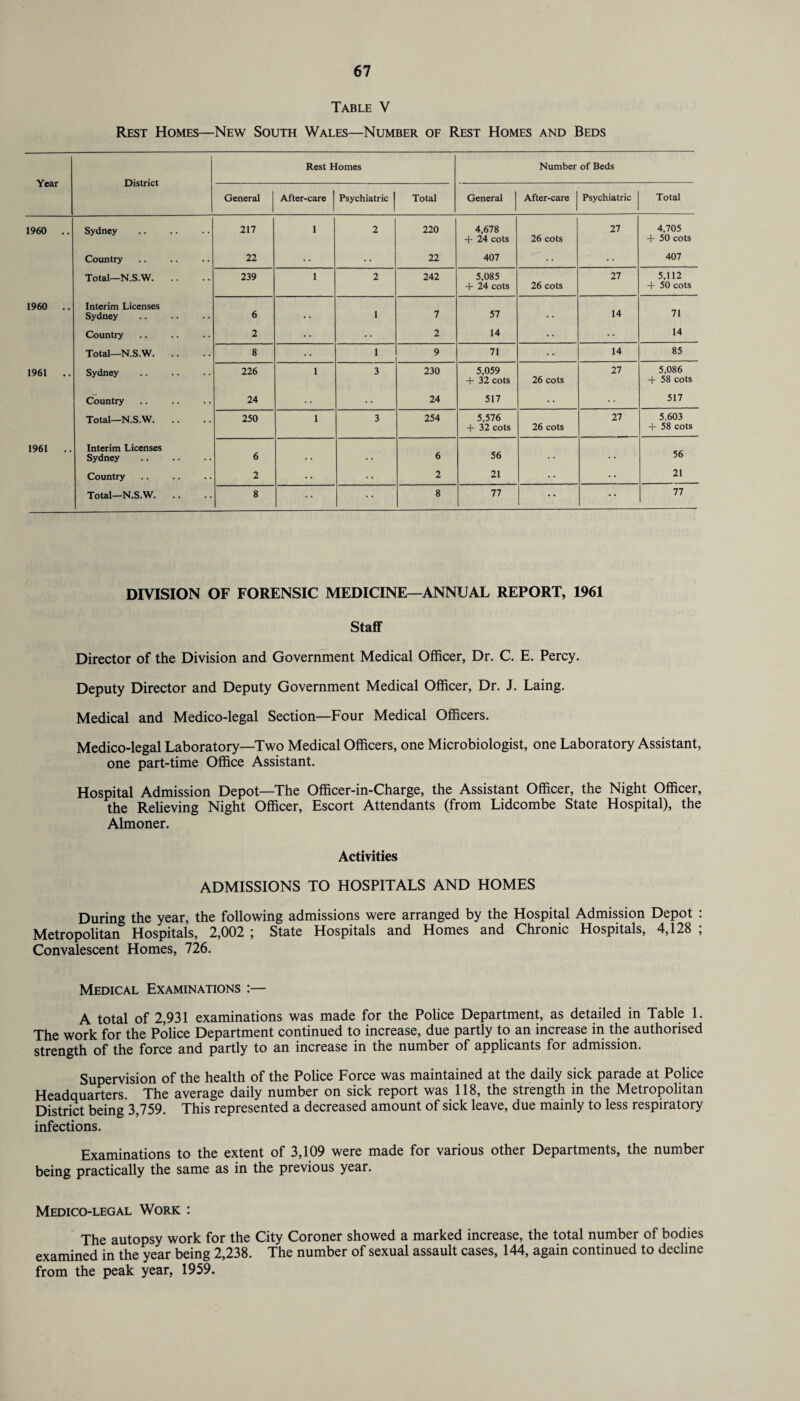 67
Table V
Rest Homes—New South Wales—Number of Rest Homes and Beds
Year District Rest Homes Number of Beds
General After-care Psychiatric Total General After-care Psychiatric Total
1960 .. Sydney .. .. .. 217 1 2 220 4,678 + 24 cots 26 cots 27 4,705 + 50 cots
Country .. .. .. 22 .. .. 22 407 .. .. 407
Total—N.S.W. .. .. 239 1 2 242 5,085 + 24 cots 26 cots 27 5,112 + 50 cots
1960 .. Interim Licenses
Sydney .. .. .. 6 .. 1 7 57 .. 14 71
Country .. .. .. 2 .. .. 2 14 .. .. 14
Total—N.S.W. .. .. 8 .. 1 9 71 .. 14 85
1961 .. Sydney .. .. .. 226 1 3 230 5,059 + 32 cots 26 cots 27 5,086 + 58 cots
Country .. .. .. 24 .. .. 24 517 .. .. 517
Total—N.S.W. .. .. 250 1 3 254 5,576 + 32 cots 26 cots 27 5.603 + 58 cots
1961 .. Interim Licenses
Sydney .. .. .. 6 .. .. 6 56 .. .. 56
Country .. .. .. 2 .. .. 2 21 .. .. 21
Total—N.S.W. .. .. 8 .. .. 8 77 .. .. 77
DIVISION OF FORENSIC MEDICINE—ANNUAL REPORT, 1961
Staff
Director of the Division and Government Medical Officer, Dr. C. E. Percy.
Deputy Director and Deputy Government Medical Officer, Dr. J. Laing.
Medical and Medico-legal Section—Four Medical Officers.
Medico-legal Laboratory—Two Medical Officers, one Microbiologist, one Laboratory Assistant,
one part-time Office Assistant.
Hospital Admission Depot—The Officer-in-Charge, the Assistant Officer, the Night Officer,
the Relieving Night Officer, Escort Attendants (from Lidcombe State Hospital), the
Almoner.
Activities
ADMISSIONS TO HOSPITALS AND HOMES
During the year, the following admissions were arranged by the Hospital Admission Depot :
Metropolitan Hospitals, 2,002 ; State Hospitals and Homes and Chronic Hospitals, 4,128 ;
Convalescent Homes, 726.
Medical Examinations :—
A total of 2,931 examinations was made for the Police Department, as detailed in Table 1.
The work for the Police Department continued to increase, due partly to an increase in the authorised
strength of the force and partly to an increase in the number of applicants for admission.
Supervision of the health of the Police Force was maintained at the daily sick parade at Police
Headquarters. The average daily number on sick report was 118, the strength in the Metropolitan
District being 3,759. This represented a decreased amount of sick leave, due mainly to less respiratory
infections.
Examinations to the extent of 3,109 were made for various other Departments, the number
being practically the same as in the previous year.
Medico-legal Work :
The autopsy work for the City Coroner showed a marked increase, the total number of bodies
examined in the year being 2,238. The number of sexual assault cases, 144, again continued to decline
from the peak year, 1959.